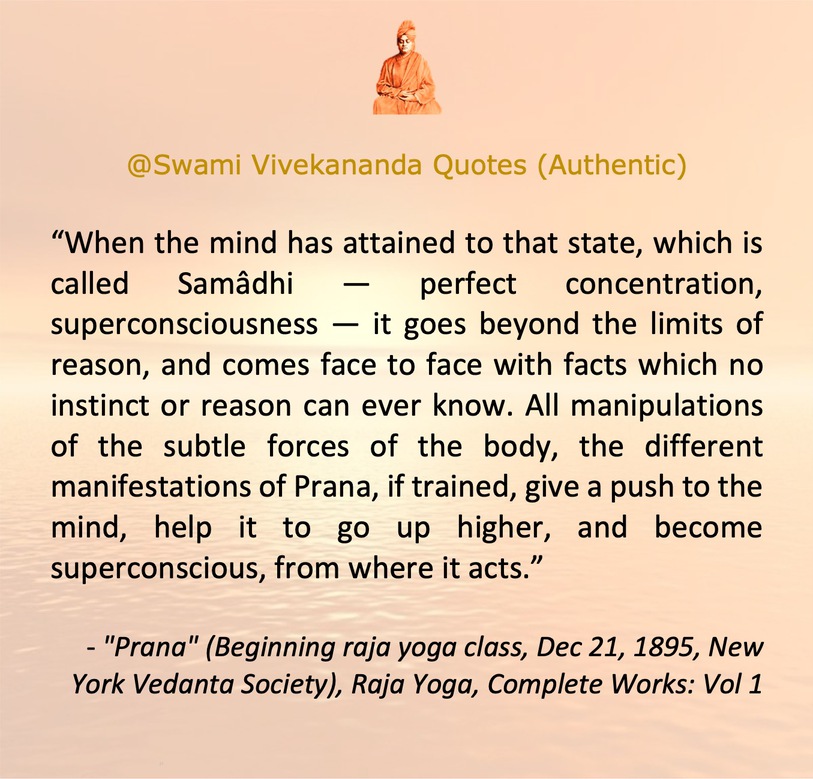 @Swami Vivekananda Quotes (Authentic)
“When the mind has attained to that state, which is
called Samâdhi — perfect concentration,
superconsciousness — it goes beyond the limits of
reason, and comes face to face with facts which no
instinct or reason can ever know. All manipulations
of the subtle forces of the body, the different
manifestations of Prana, if trained, give a push to the
mind, help it to go up higher, and become
superconscious, from where it acts.”
- "Prana" (Beginning raja yoga class, Dec 21, 1895, New
York Vedanta Society), Raja Yoga, Complete Works: Vol 1